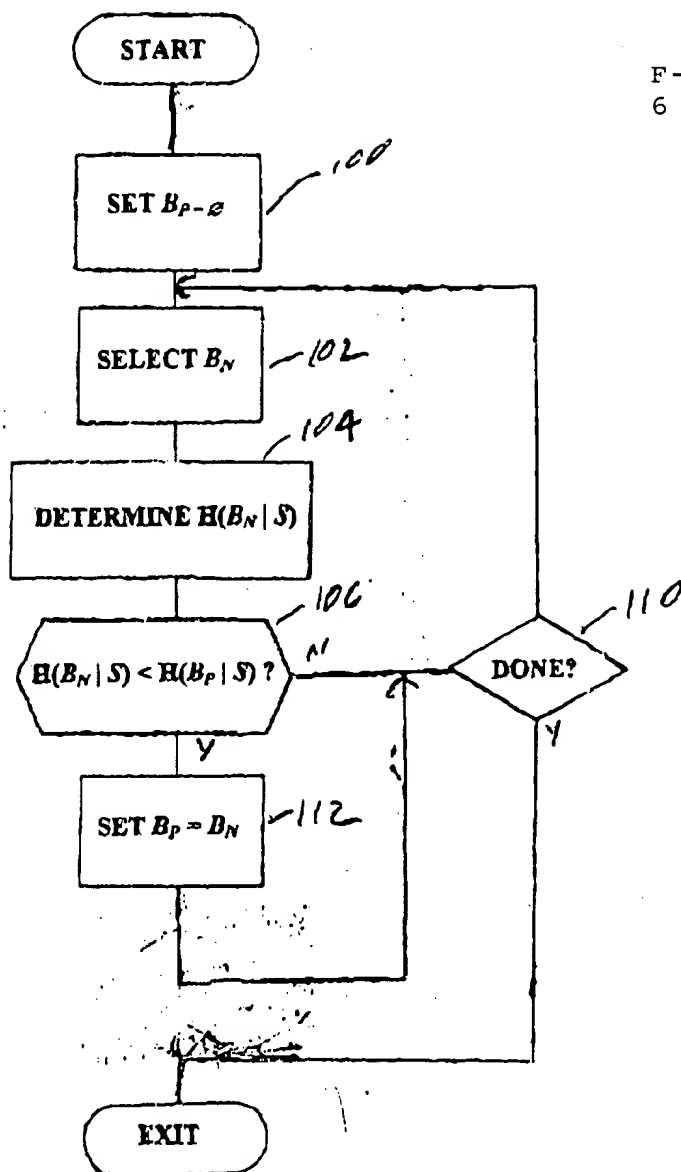 START
F-
6
100
SET B_P-ø
SELECT B_N
102
104
DETERMINE H(B_N | S)
106
H(B_N | S) < H(B_P | S) ?
N
110
DONE?
Y
Y
SET B_P = B_N
112
EXIT